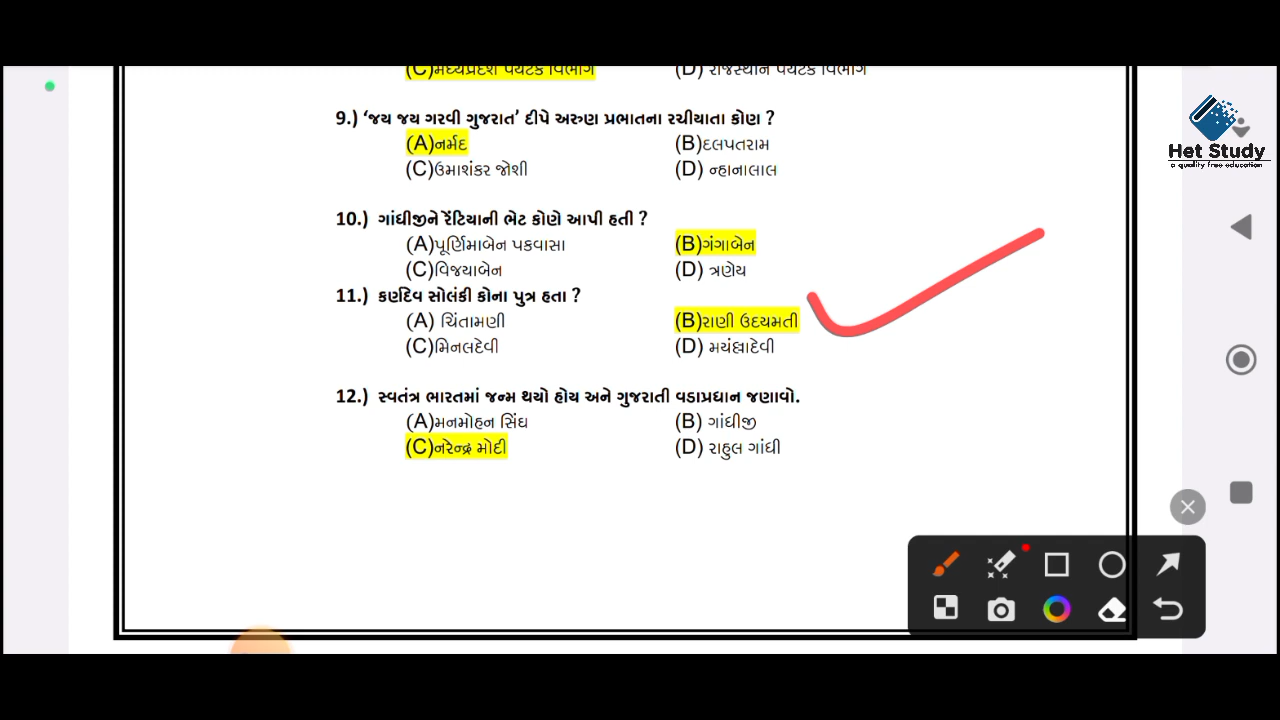 (C)મધ્યપ્રદેશ પર્યટક વિભાગ (D) રાજસ્થાન પર્યટક વિભાગ
9.) ‘જય જય ગરવી ગુજરાત’ દીપે અરુણ પ્રભાતના રચીયાતા કોણ ?
(A)નર્મદ (B)દલપતરામ
(C)ઉમાશંકર જોશી (D) ન્હાનાલાલ
10.) ગાંધીજીને રેંટિયાની ભેટ કોણે આપી હતી ?
(A)પૂર્ણિમાબેન પકવાસા (B)ગંગાબેન
(C)વિજયાબેન (D) ત્રણેય
11.) કર્ણદેવ સોલંકી કોના પુત્ર હતા ?
(A) ચિંતામણી (B)રાણી ઉદયમતી
(C)મિનલદેવી (D) મયંણાદેવી
12.) સ્વતંત્ર ભારતમાં જન્મ થયો હોય અને ગુજરાતી વડાપ્રધાન જણાવો.
(A)મનમોહન સિંઘ (B) ગાંધીજી
(C)નરેન્દ્ર મોદી (D) રાહુલ ગાંધી
Het Study
a quality free education